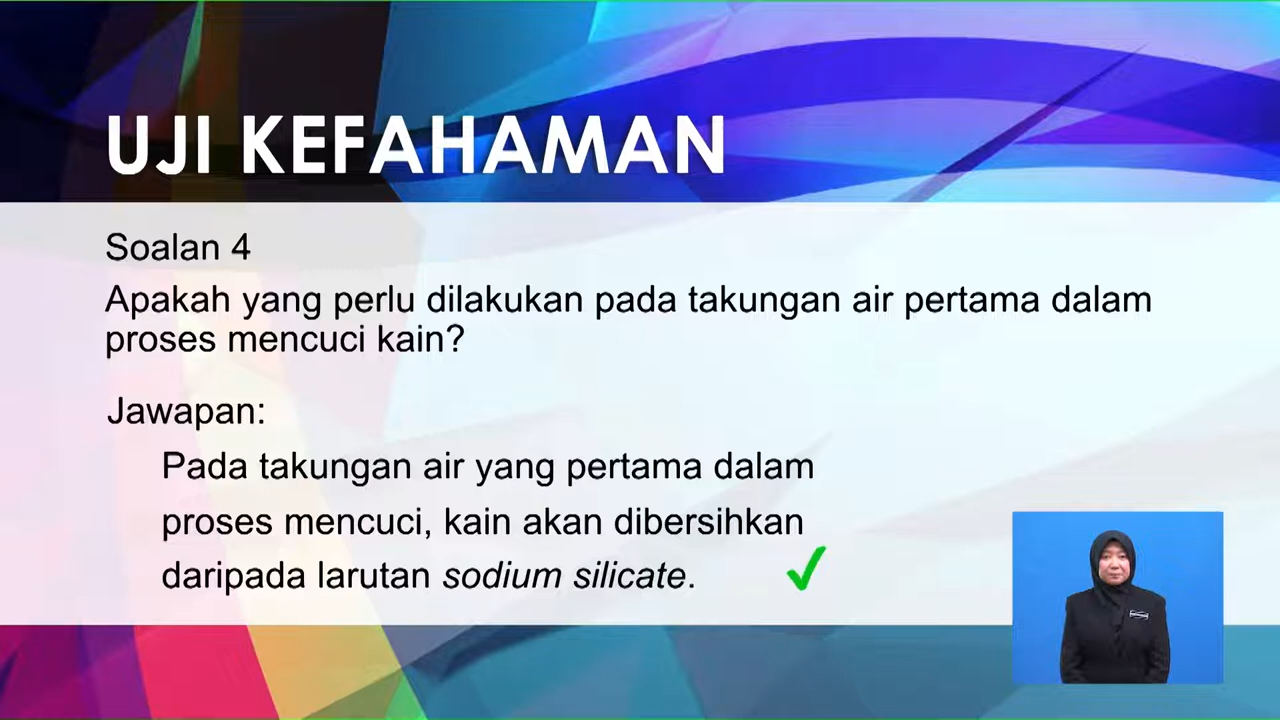 UJI KEFAHAMAN
Soalan 4
Apakah yang perlu dilakukan pada takungan air pertama dalam
proses mencuci kain?
Jawapan:
Pada takungan air yang pertama dalam
proses mencuci, kain akan dibersihkan
daripada larutan sodium silicate.